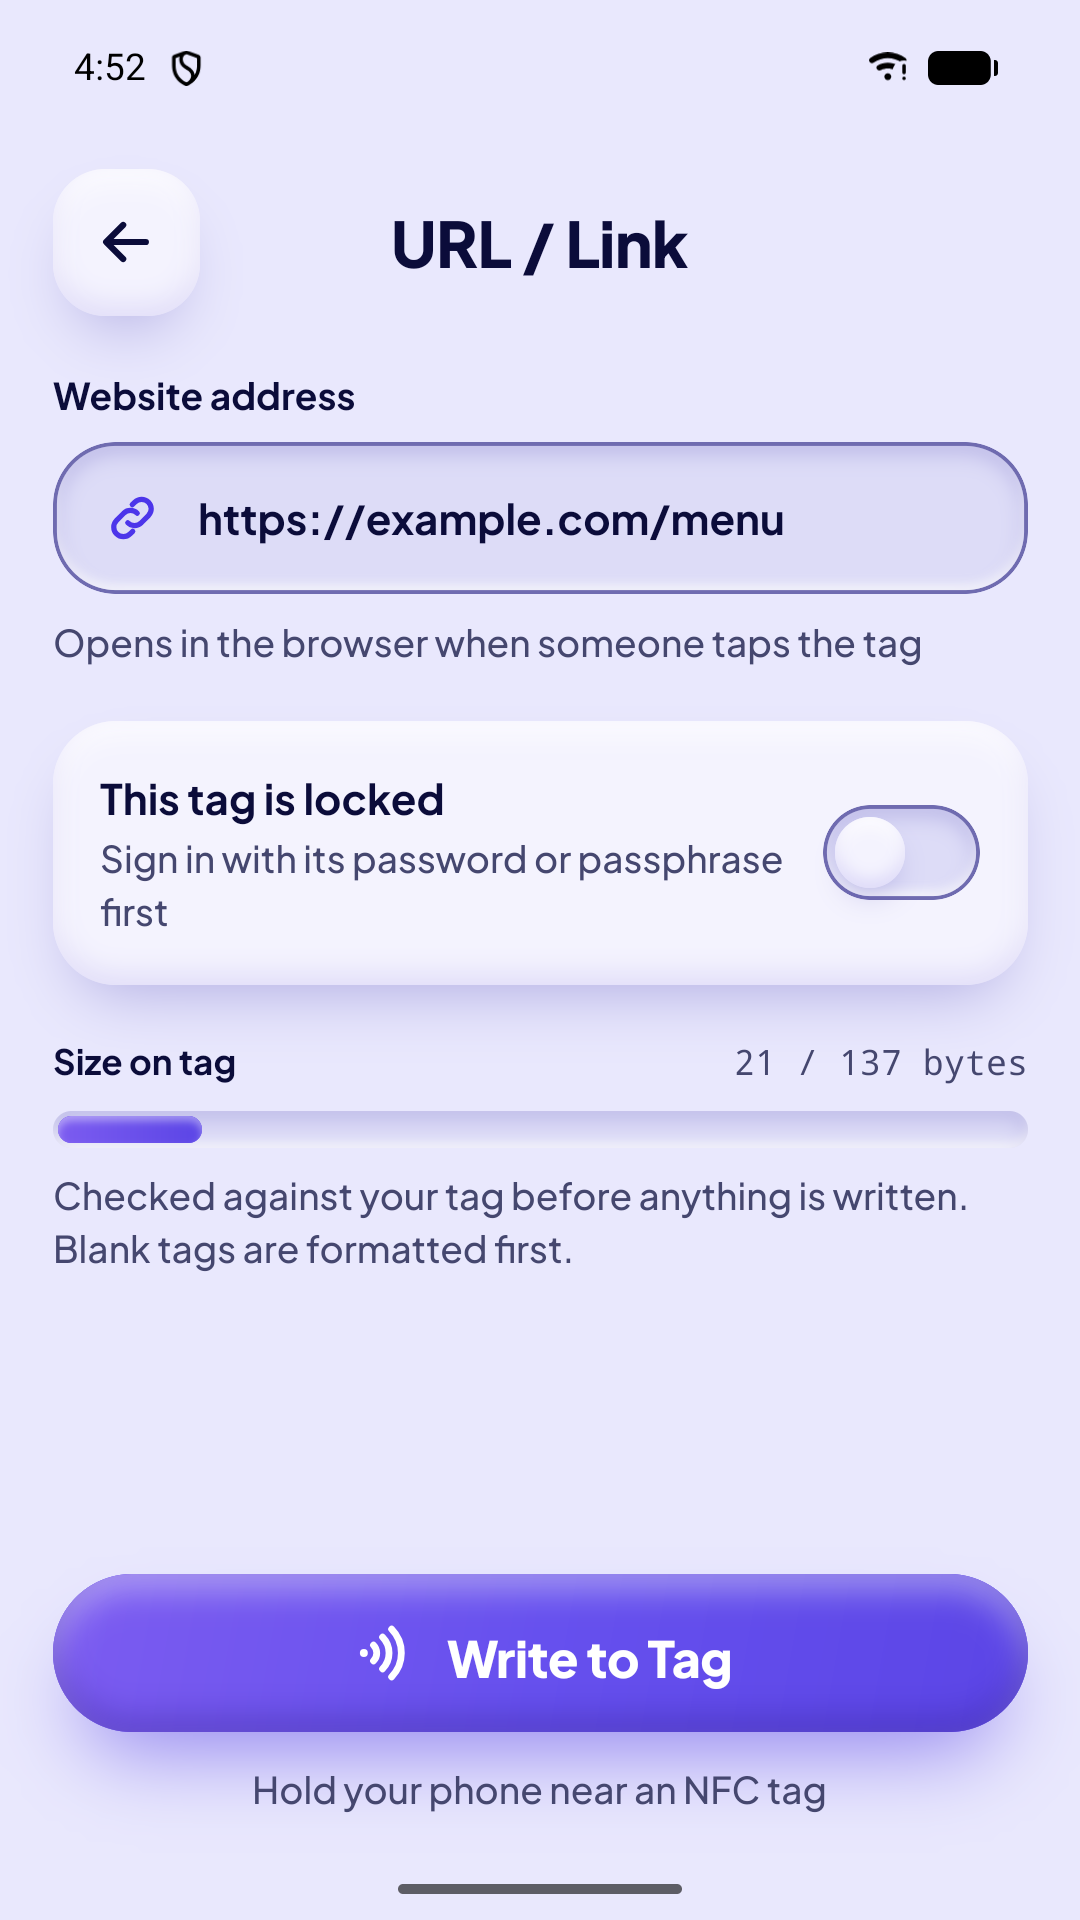 4:52
URL / Link
Website address
https://example.com/menu
Opens in the browser when someone taps the tag
This tag is locked
Sign in with its password or passphrase
first
Size on tag
21 / 137 bytes
Checked against your tag before anything is written.
Blank tags are formatted first.
Write to Tag
Hold your phone near an NFC tag